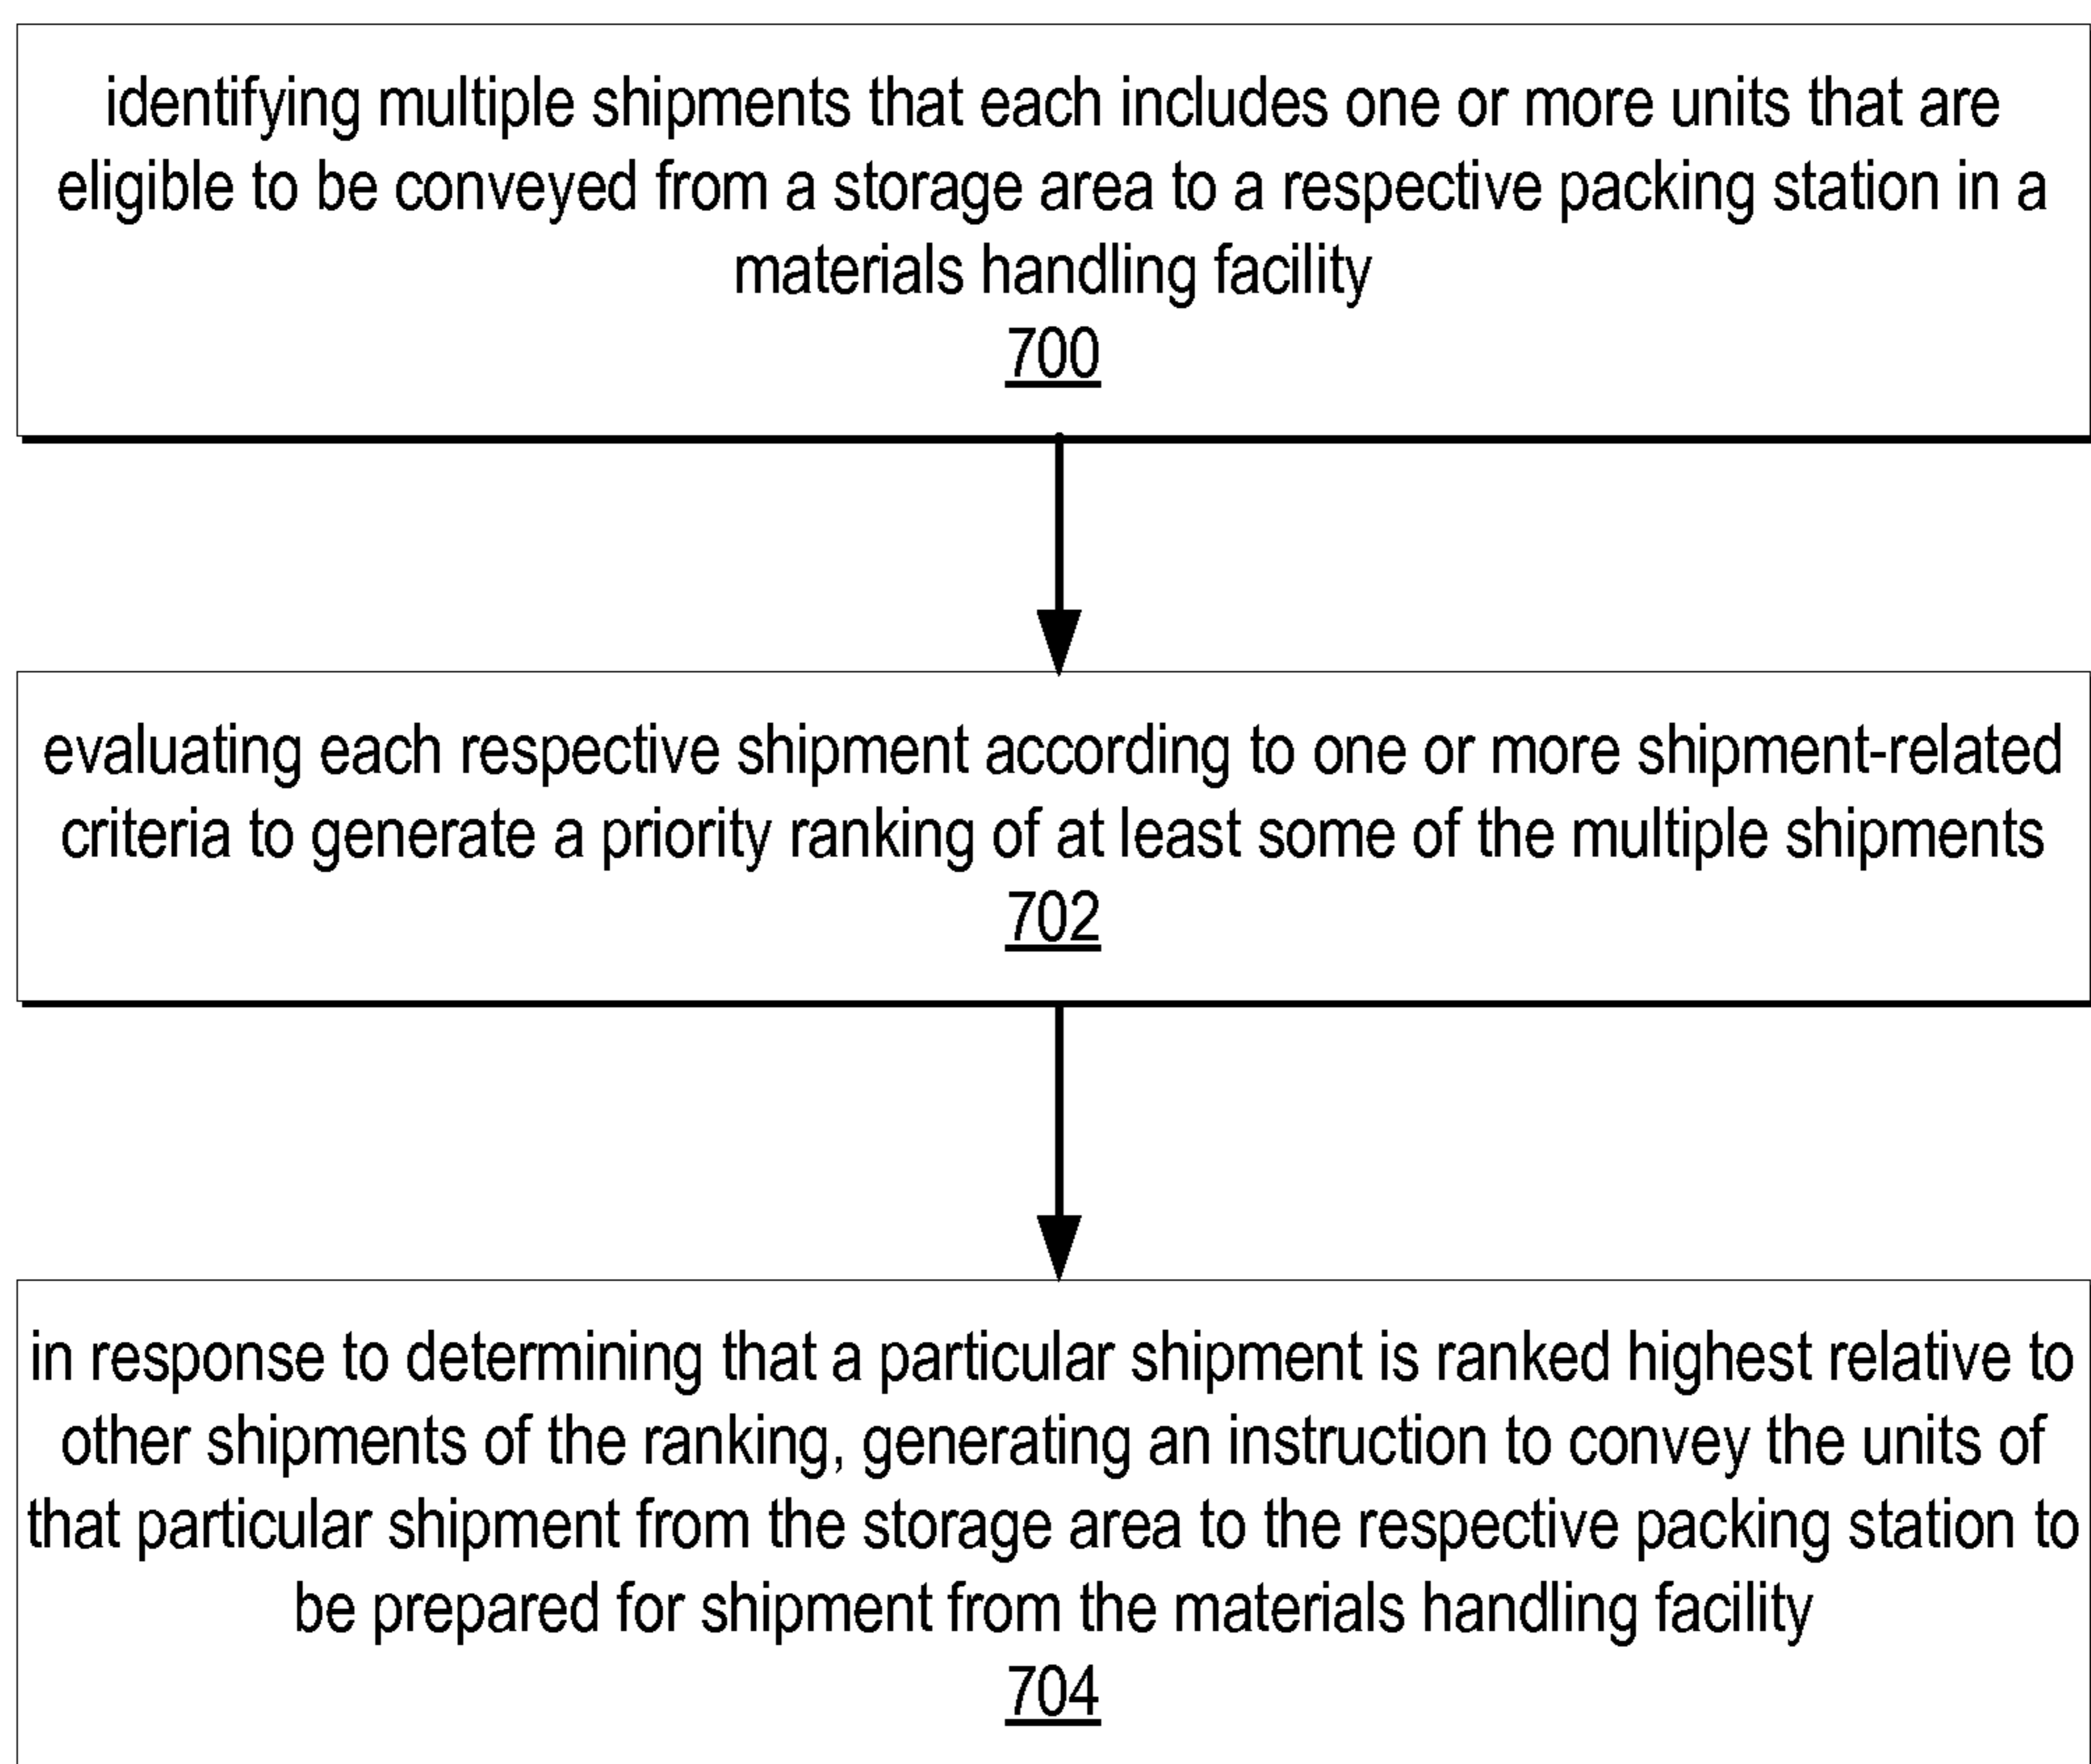 identifying multiple shipments that each includes one or more units that are
eligible to be conveyed from a storage area to a respective packing station in a
materials handling facility
700
evaluating each respective shipment according to one or more shipment-related
criteria to generate a priority ranking of at least some of the multiple shipments
702
in response to determining that a particular shipment is ranked highest relative to
other shipments of the ranking, generating an instruction to convey the units of
that particular shipment from the storage area to the respective packing station to
be prepared for shipment from the materials handling facility
704